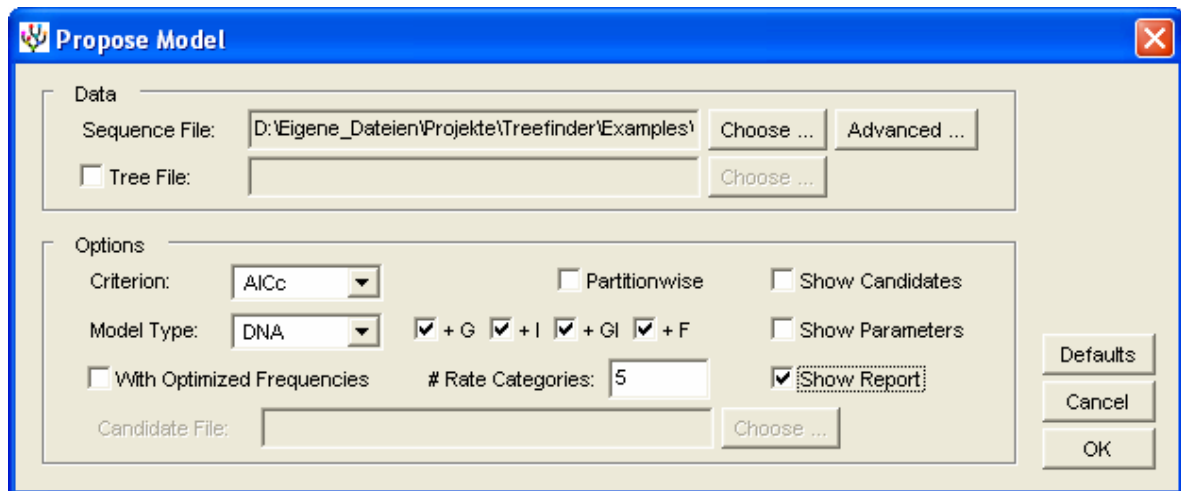 Propose Model
Data
Sequence File: D:\Eigene_Dateien\Projekte\Treefinder\Examples\ Choose ... Advanced ...
Tree File: Choose ...
Options
Criterion: AICc Partitionwise Show Candidates
Model Type: DNA + G + I + GI + F Show Parameters
With Optimized Frequencies # Rate Categories: 5 Show Report
Candidate File: Choose ...
Defaults
Cancel
OK